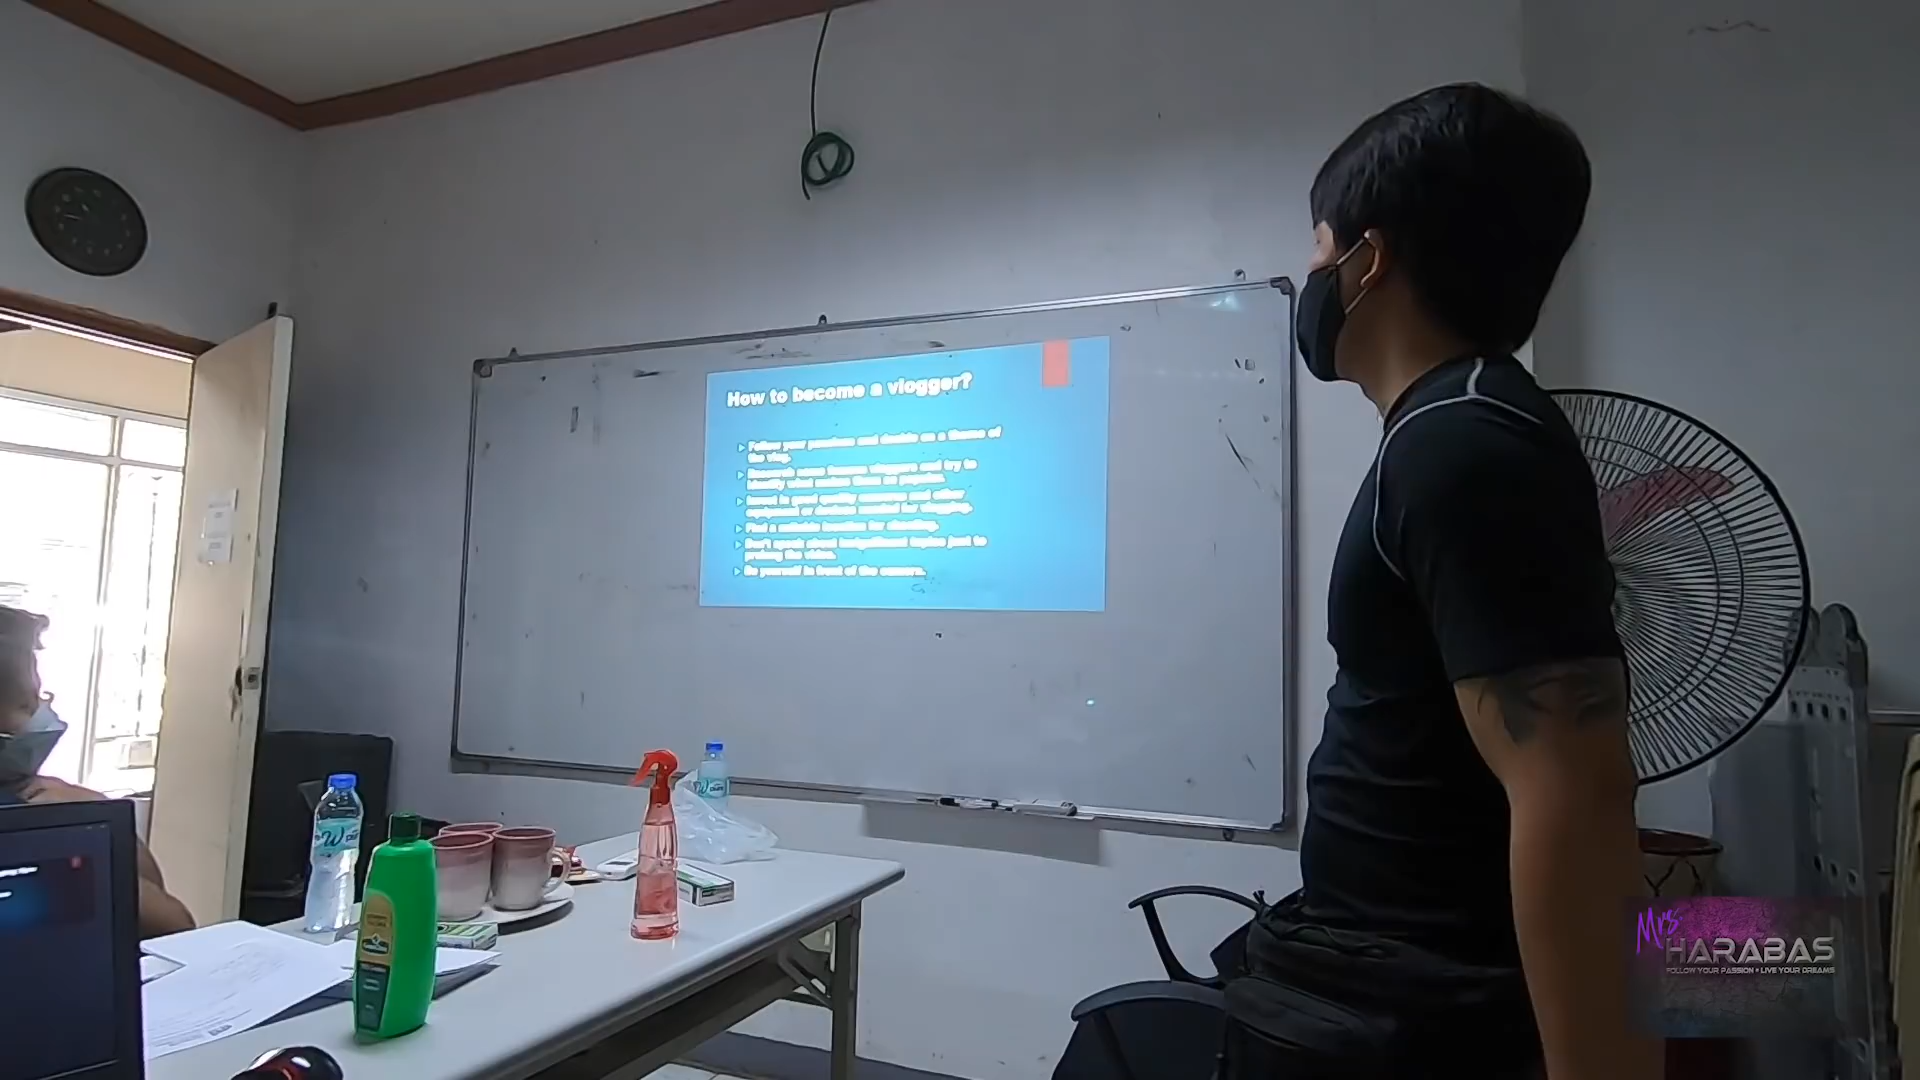 How to become a vlogger?
Follow your passions and decide on a theme of
the vlog.
Research some famous vloggers and try to
identify what makes them so popular.
Invest in good quality cameras and other
equipment or devices needed for vlogging.
Find a suitable location for shooting.
Don't speak about insignificant topics just to
prolong the video.
Be yourself in front of the camera.
Mrs.
HARABAS
FOLLOW YOUR PASSION • LIVE YOUR DREAMS